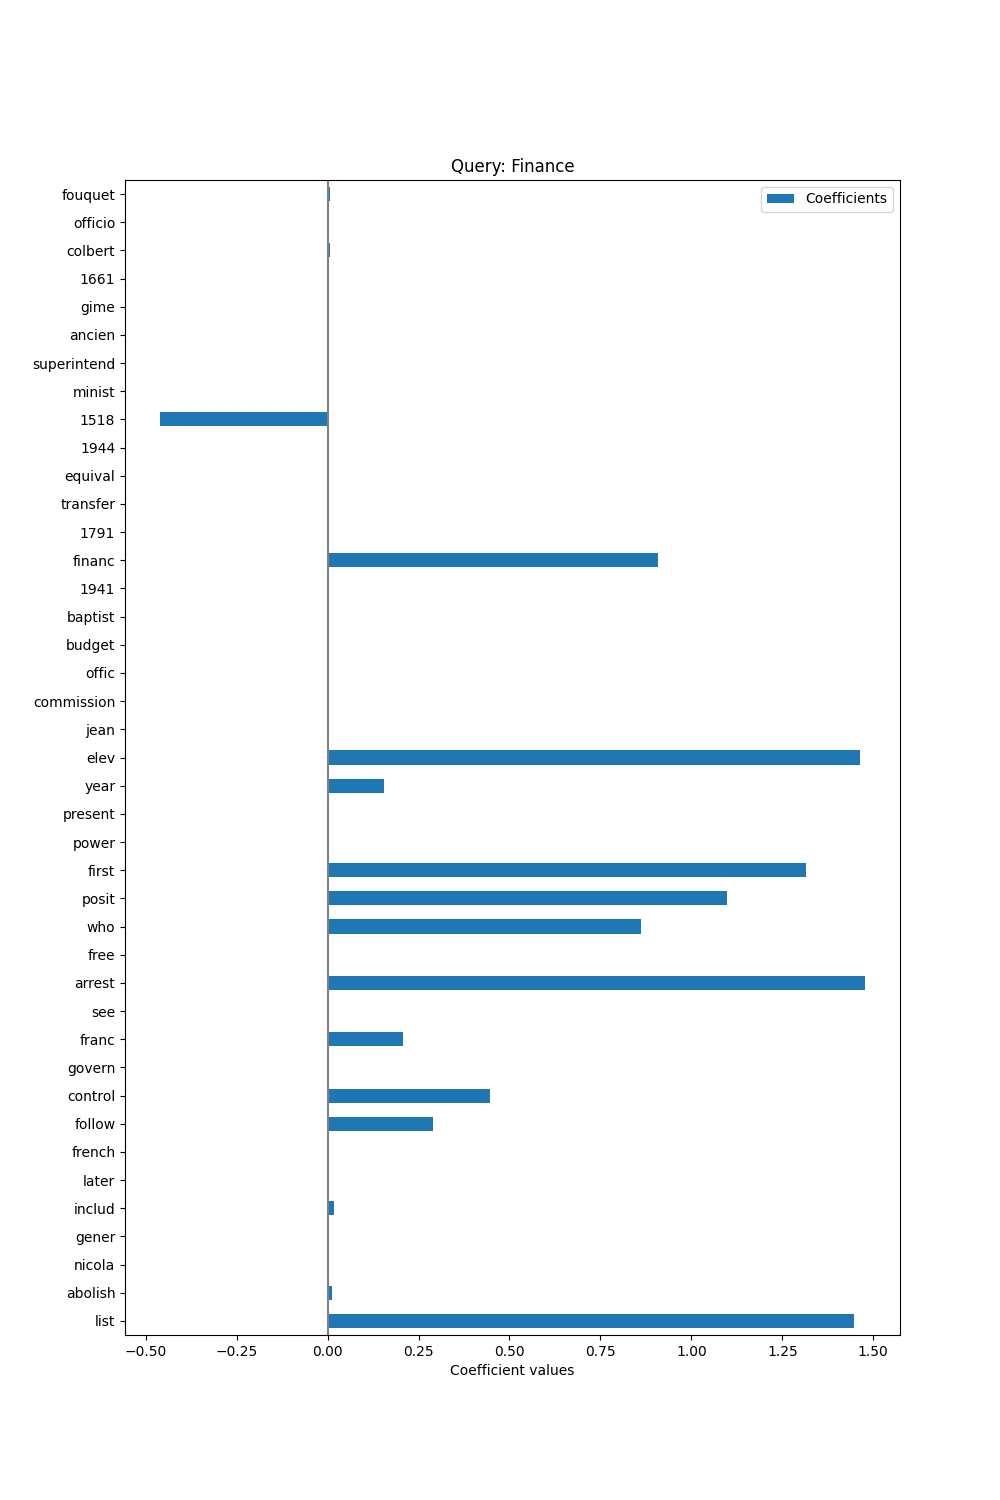 Query: Finance
Coefficients
fouquet
officio
colbert
1661
gime
ancien
superintend
minist
1518
1944
equival
transfer
1791
financ
1941
baptist
budget
offic
commission
jean
elev
year
present
power
first
posit
who
free
arrest
see
franc
govern
control
follow
french
later
includ
gener
nicola
abolish
list
−0.50 −0.25 0.00 0.25 0.50 0.75 1.00 1.25 1.50
Coefficient values